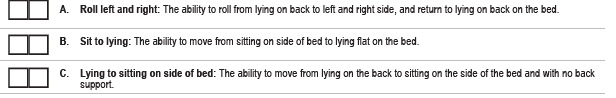 A. Roll left and right: The ability to roll from lying on back to left and right side, and return to lying on back on the bed.
B. Sit to lying: The ability to move from sitting on side of bed to lying flat on the bed.
C. Lying to sitting on side of bed: The ability to move from lying on the back to sitting on the side of the bed and with no back
support.